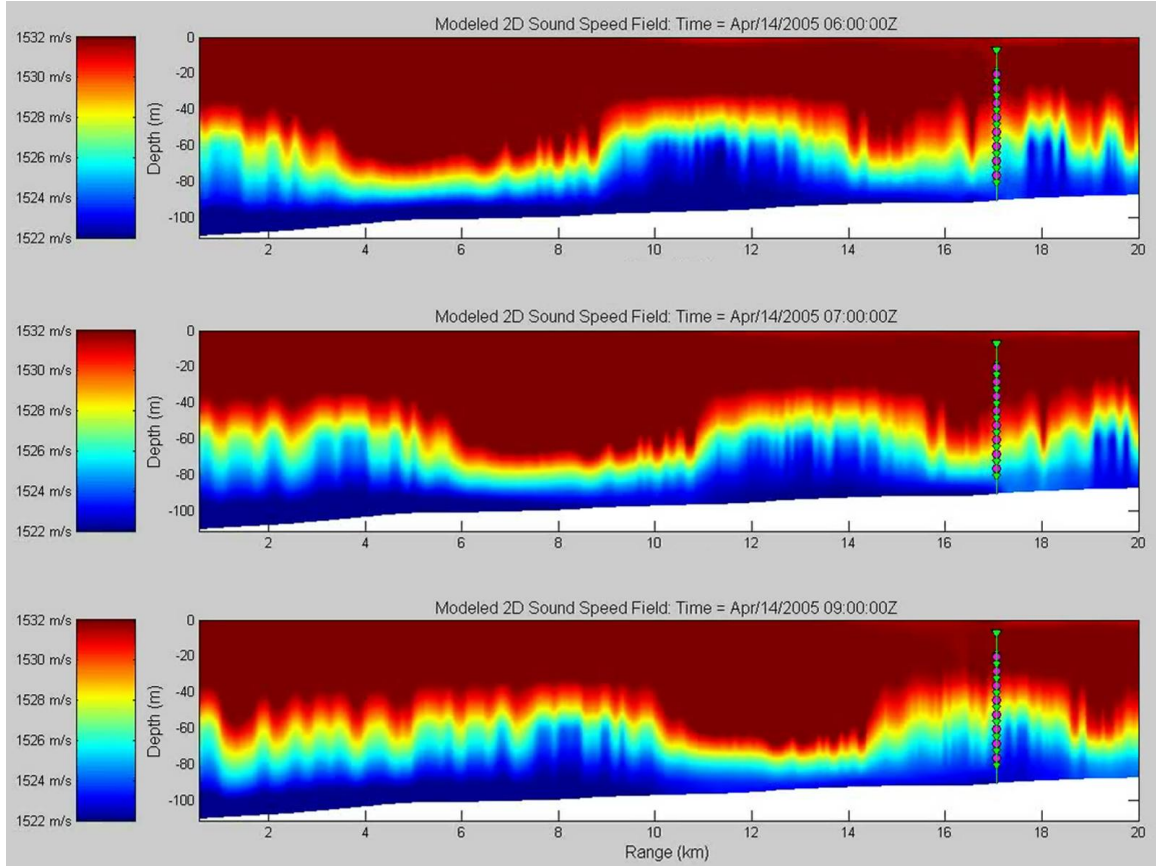 Modeled 2D Sound Speed Field: Time = Apr/14/2005 06:00:00Z
1532 m/s
1530 m/s
1528 m/s
1526 m/s
1524 m/s
1522 m/s
Depth (m)
0
-20
-40
-60
-80
-100
2 4 6 8 10 12 14 16 18 20
Modeled 2D Sound Speed Field: Time = Apr/14/2005 07:00:00Z
1532 m/s
1530 m/s
1528 m/s
1526 m/s
1524 m/s
1522 m/s
Depth (m)
0
-20
-40
-60
-80
-100
2 4 6 8 10 12 14 16 18 20
Modeled 2D Sound Speed Field: Time = Apr/14/2005 09:00:00Z
1532 m/s
1530 m/s
1528 m/s
1526 m/s
1524 m/s
1522 m/s
Depth (m)
0
-20
-40
-60
-80
-100
2 4 6 8 10 12 14 16 18 20
Range (km)